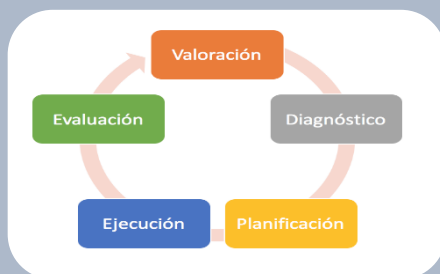 Valoración
Diagnóstico
Planificación
Ejecución
Evaluación